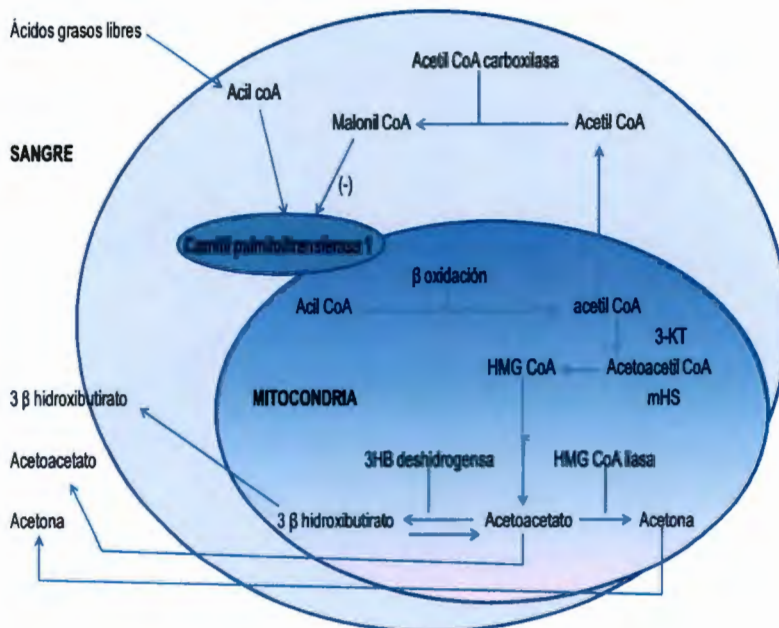 Ácidos grasos libres
Acetil CoA carboxilasa
Acil coA
Malonil CoA
Acetil CoA
SANGRE
(-)
Carnitil palmitoiltransferasa 1
β oxidación
Acil CoA
acetil CoA
3-KT
HMG CoA
Acetoacetil CoA
mHS
MITOCONDRIA
3 β hidroxibutirato
Acetoacetato
3HB deshidrogensa
HMG CoA liasa
Acetona
3 β hidroxibutirato
Acetoacetato
Acetona